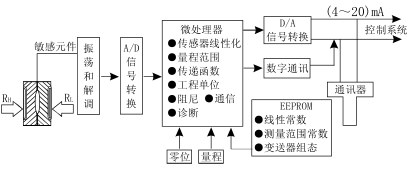 敏感元件
R_H
R_L
振荡和解调
A/D信号转换
微处理器
●传感器线性化
●量程范围
●传递函数
●工程单位
●阻尼 ●通信
●诊断
零位
量程
D/A
信号转换
数字通讯
EEPROM
●线性常数
●测量范围常数
●变送器组态
(4～20)mA
控制系统
通讯器